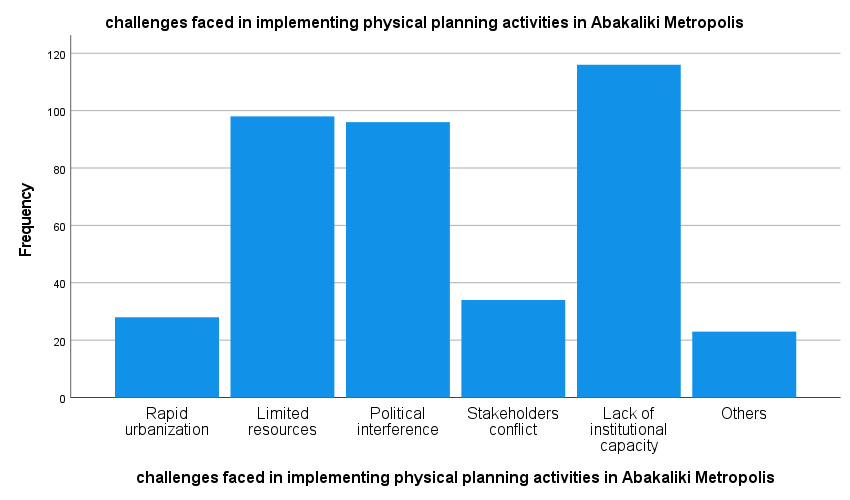 challenges faced in implementing physical planning activities in Abakaliki Metropolis
Frequency
120
100
80
60
40
20
0
Rapid
urbanization
Limited
resources
Political
interference
Stakeholders
conflict
Lack of
institutional
capacity
Others
challenges faced in implementing physical planning activities in Abakaliki Metropolis